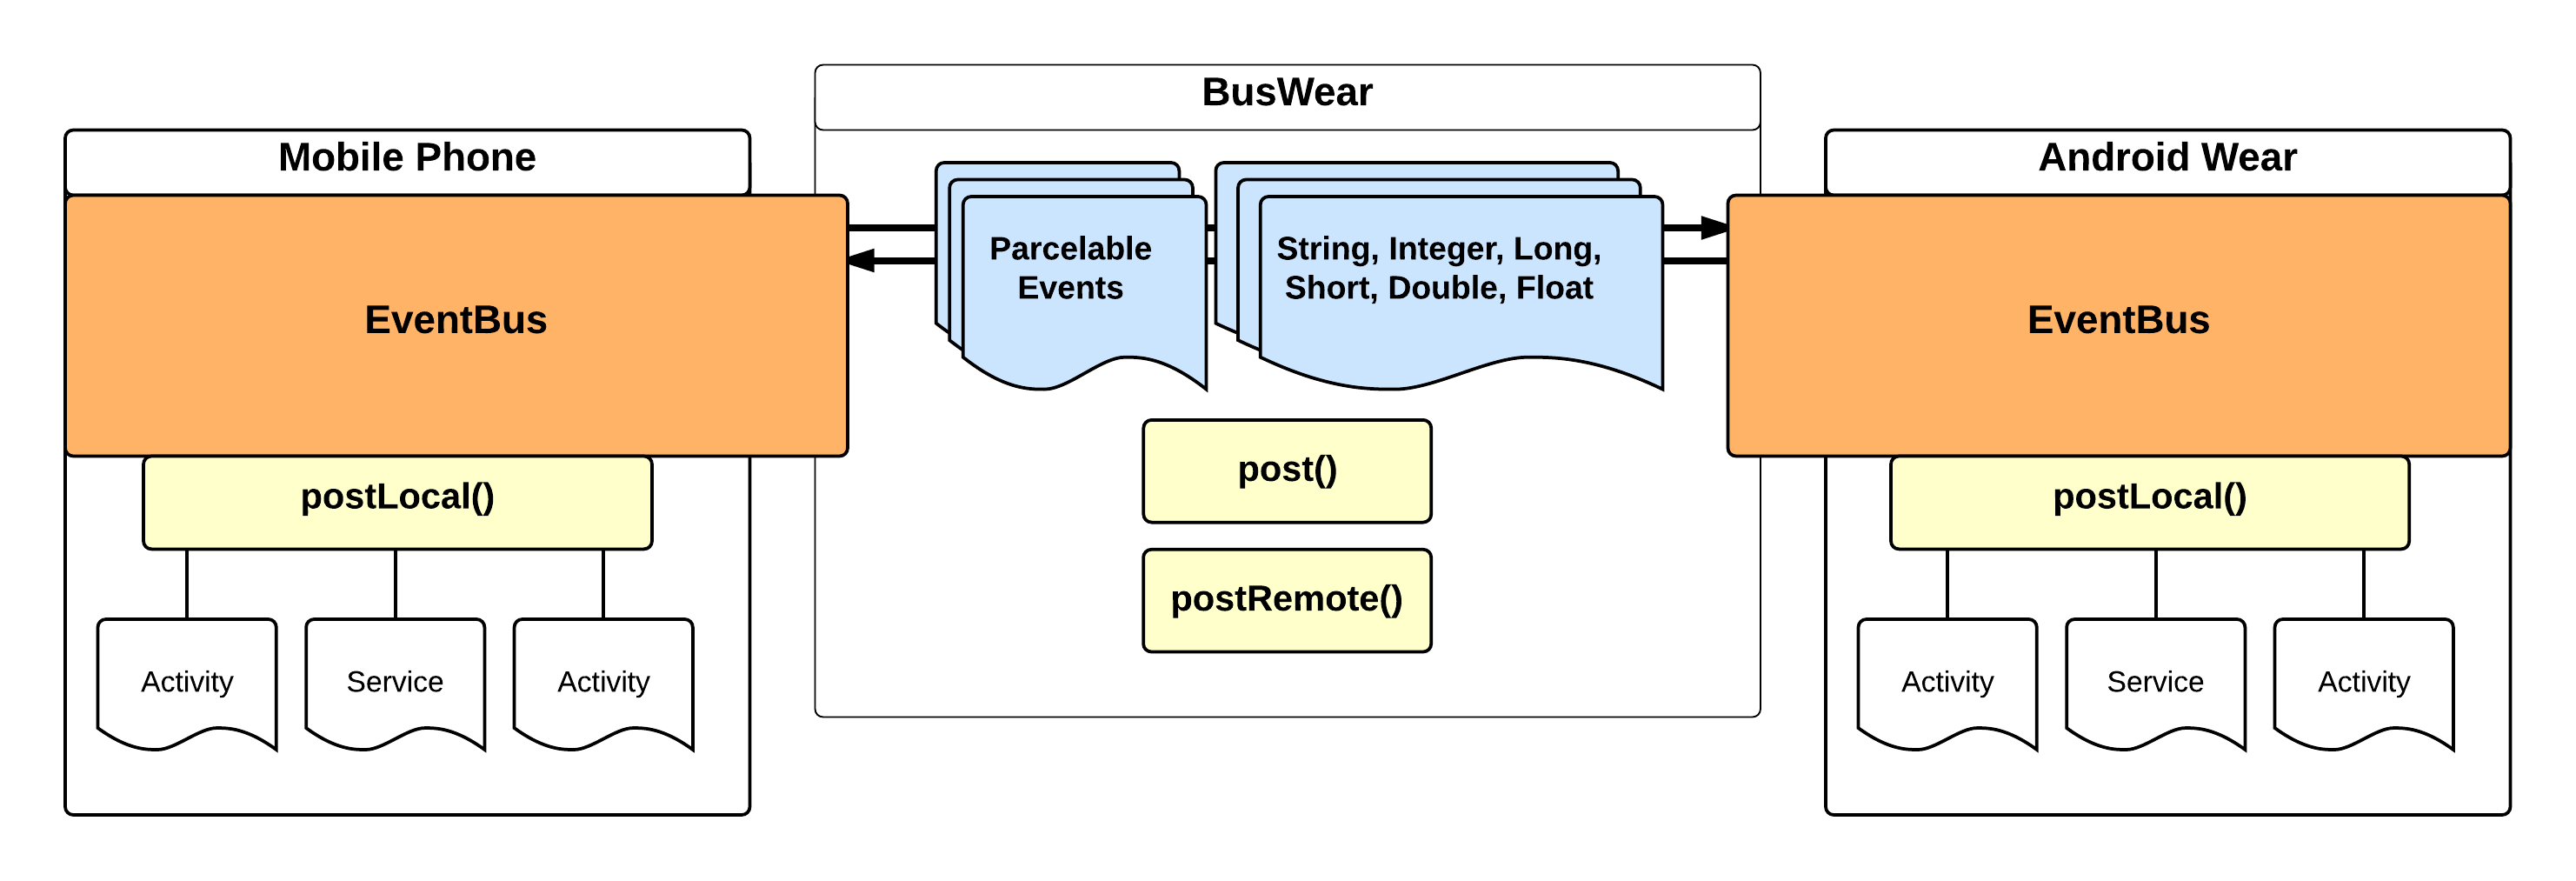 BusWear
Mobile Phone
Android Wear
Parcelable
Events
String, Integer, Long,
Short, Double, Float
EventBus
EventBus
post()
postLocal()
postLocal()
postRemote()
Activity
Service
Activity
Activity
Service
Activity